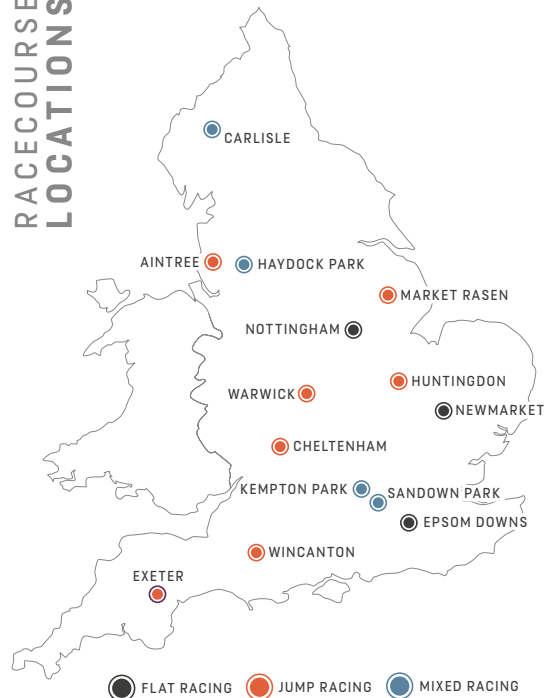 RACECOURSE
LOCATIONS
CARLISLE
AINTREE
HAYDOCK PARK
MARKET RASEN
NOTTINGHAM
HUNTINGDON
WARWICK
NEWMARKET
CHELTENHAM
KEMPTON PARK
SANDOWN PARK
EPSOM DOWNS
WINCANTON
EXETER
FLAT RACING
JUMP RACING
MIXED RACING